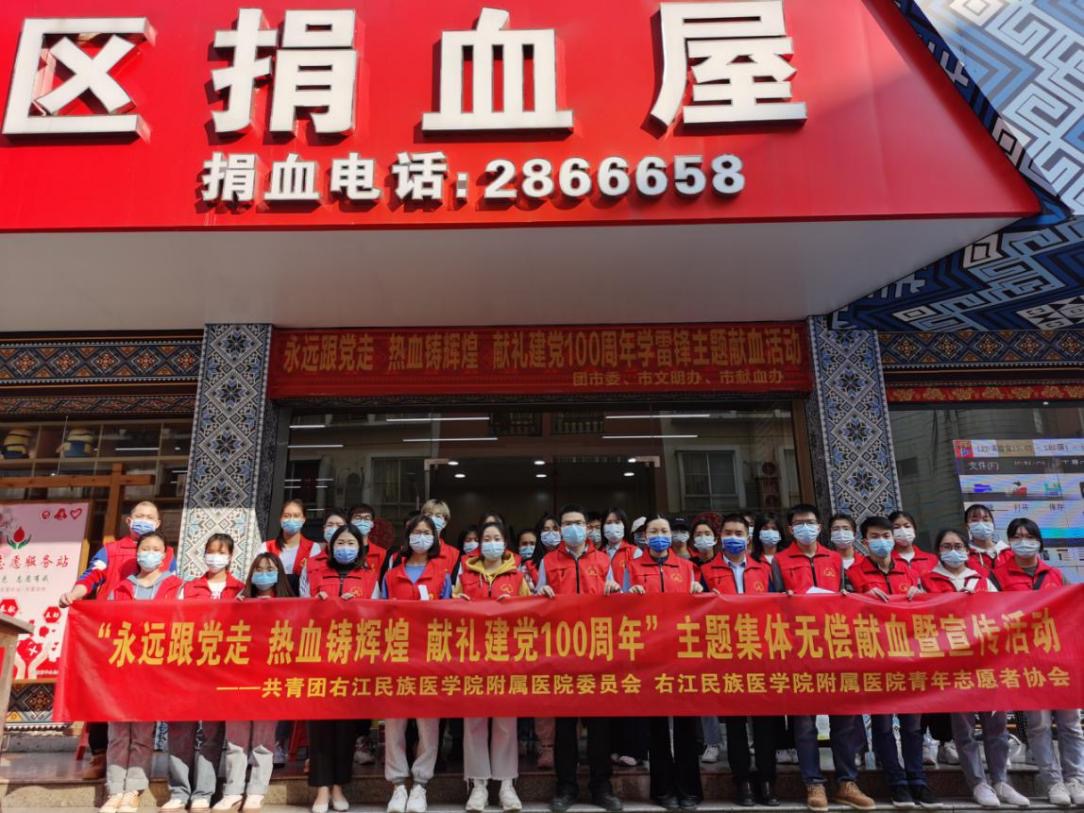 区捐血屋
捐血电话:2866658
永远跟党走 热血铸辉煌 献礼建党100周年学雷锋主题献血活动
团市委、市文明办、市献血办
志愿服务站
“永远跟党走 热血铸辉煌 献礼建党100周年”主题集体无偿献血暨宣传活动
——共青团右江民族医学院附属医院委员会 右江民族医学院附属医院青年志愿者协会